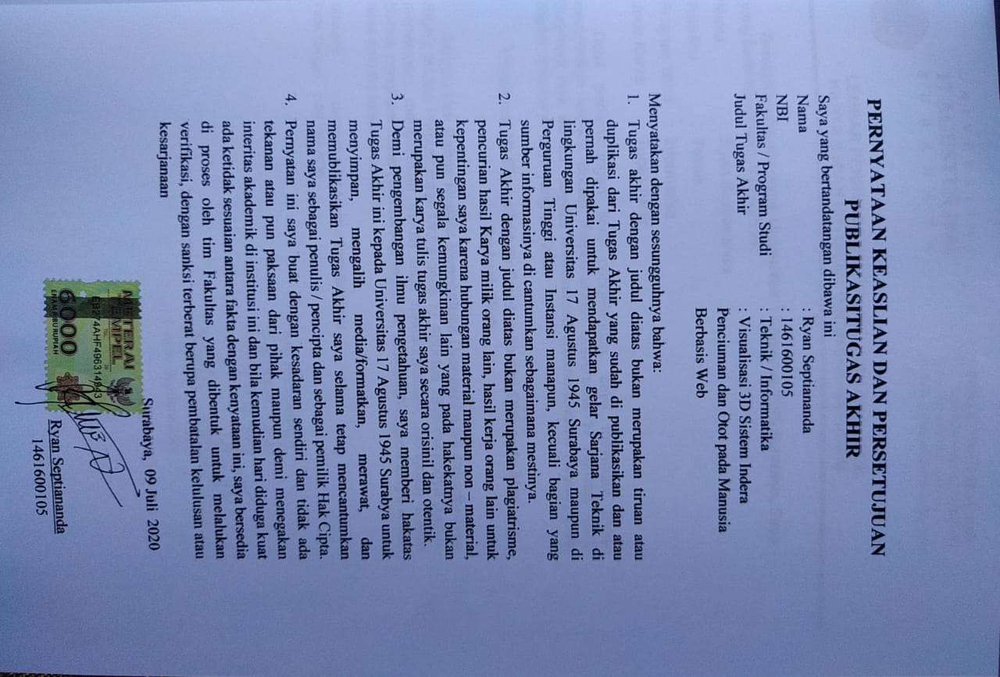 PERNYATAAN KEASLIAN DAN PERSETUJUAN
PUBLIKASITUGAS AKHIR
Saya yang bertandatangan dibawa ini
Nama : Ryan Septiananda
NBI : 1461600105
Fakultas / Program Studi : Teknik / Informatika
Judul Tugas Akhir : Visualisasi 3D Sistem Indera
Penciuman dan Otot pada Manusia
Berbasis Web
Menyatakan dengan sesungguhnya bahwa:
1. Tugas akhir dengan judul diatas bukan merupakan tiruan atau
duplikasi dari Tugas Akhir yang sudah di publikasikan dan atau
pernah dipakai untuk mendapatkan gelar Sarjana Teknik di
lingkungan Universitas 17 Agustus 1945 Surabaya maupun di
Perguruan Tinggi atau Instansi manapun, kecuali bagian yang
sumber informasinya di cantumkan sebagaimana mestinya.
2. Tugas Akhir dengan judul diatas bukan merupakan plagiatrisme,
pencurian hasil Karya milik orang lain, hasil kerja orang lain untuk
kepentingan saya karena hubungan material maupun non – material,
atau pun segala kemungkinan lain yang pada hakekatnya bukan
merupakan karya tulis tugas akhir saya secara orisinil dan otentik.
3. Demi pengembangan ilmu pengetahuan, saya memberi hakatas
Tugas Akhir ini kepada Universitas 17 Agustus 1945 Surabya untuk
menyimpan, mengalih media/formatkan, merawat, dan
memublikasikan Tugas Akhir saya selama tetap mencantumkan
nama saya sebagai penulis / pencipta dan sebagai pemilik Hak Cipta.
4. Pernyatan ini saya buat dengan kesadaran sendiri dan tidak ada
tekanan atau pun paksaan dari pihak maupun demi menegakan
interitas akademik di institusi ini dan bila kemudian hari diduga kuat
ada ketidak sesuaian antara fakta dengan kenyataan ini, saya bersedia
di proses oleh tim Fakultas yang dibentuk untuk melalukan
verifikasi, dengan sanksi terberat berupa pembatalan kelulusan atau
kesarjanaan
Surabaya, 09 Juli 2020
METERAI
TEMPEL
6000
ENAM RIBU RUPIAH
Ryan Septiananda
1461600105